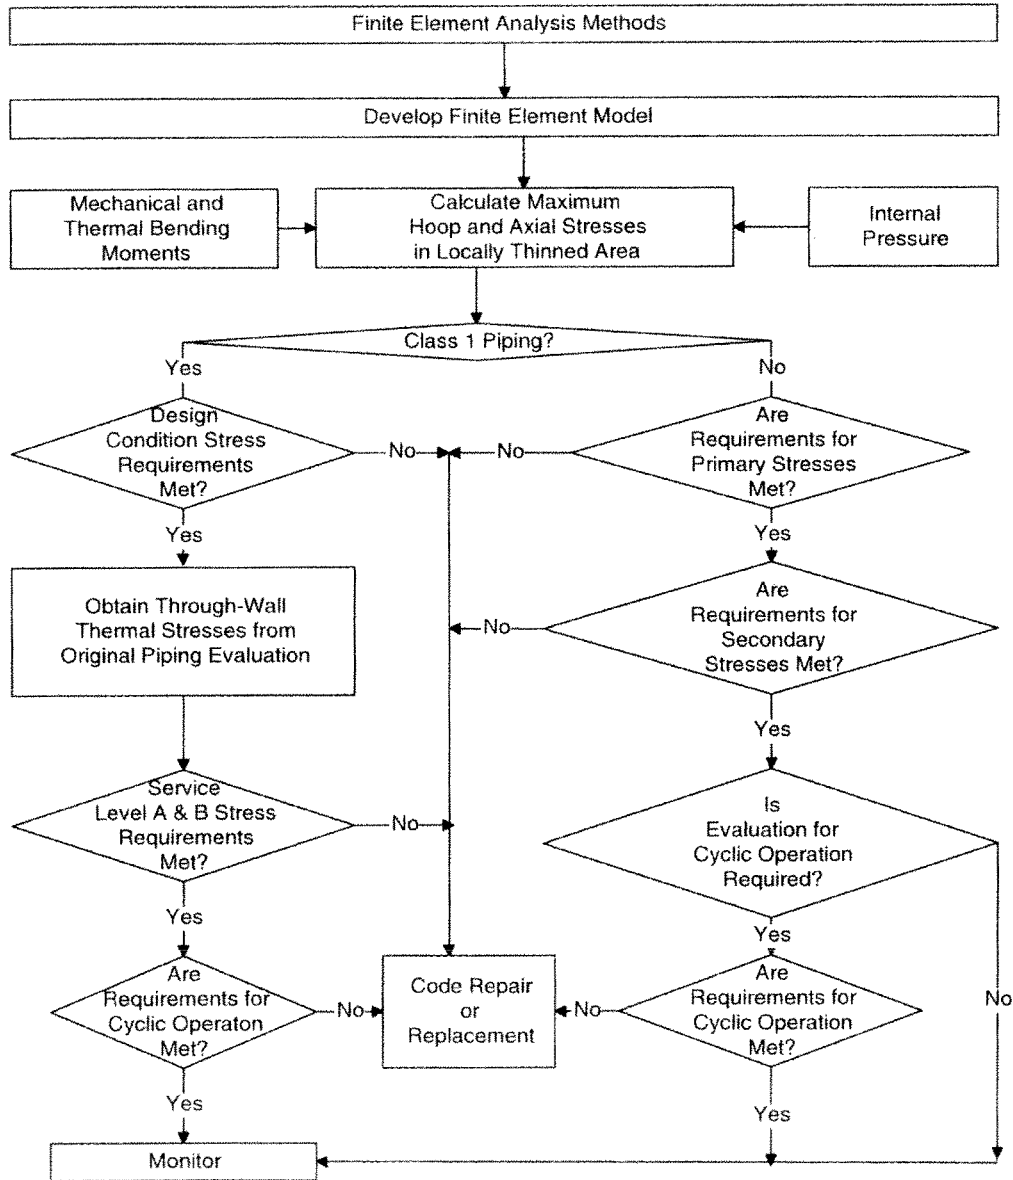 Finite Element Analysis Methods
Develop Finite Element Model
Mechanical and
Thermal Bending
Moments
Calculate Maximum
Hoop and Axial Stresses
in Locally Thinned Area
Internal
Pressure
Class 1 Piping?
Yes
No
Design
Condition Stress
Requirements
Met?
No
No
Are
Requirements for
Primary Stresses
Met?
Yes
Yes
Obtain Through-Wall
Thermal Stresses from
Original Piping Evaluation
No
Are
Requirements for
Secondary
Stresses Met?
Yes
Service
Level A & B Stress
Requirements
Met?
No
Is
Evaluation for
Cyclic Operation
Required?
Yes
Yes
No
Are
Requirements for
Cyclic Operaton
Met?
No
Code Repair
or
Replacement
No
Are
Requirements for
Cyclic Operation
Met?
Yes
Yes
Monitor